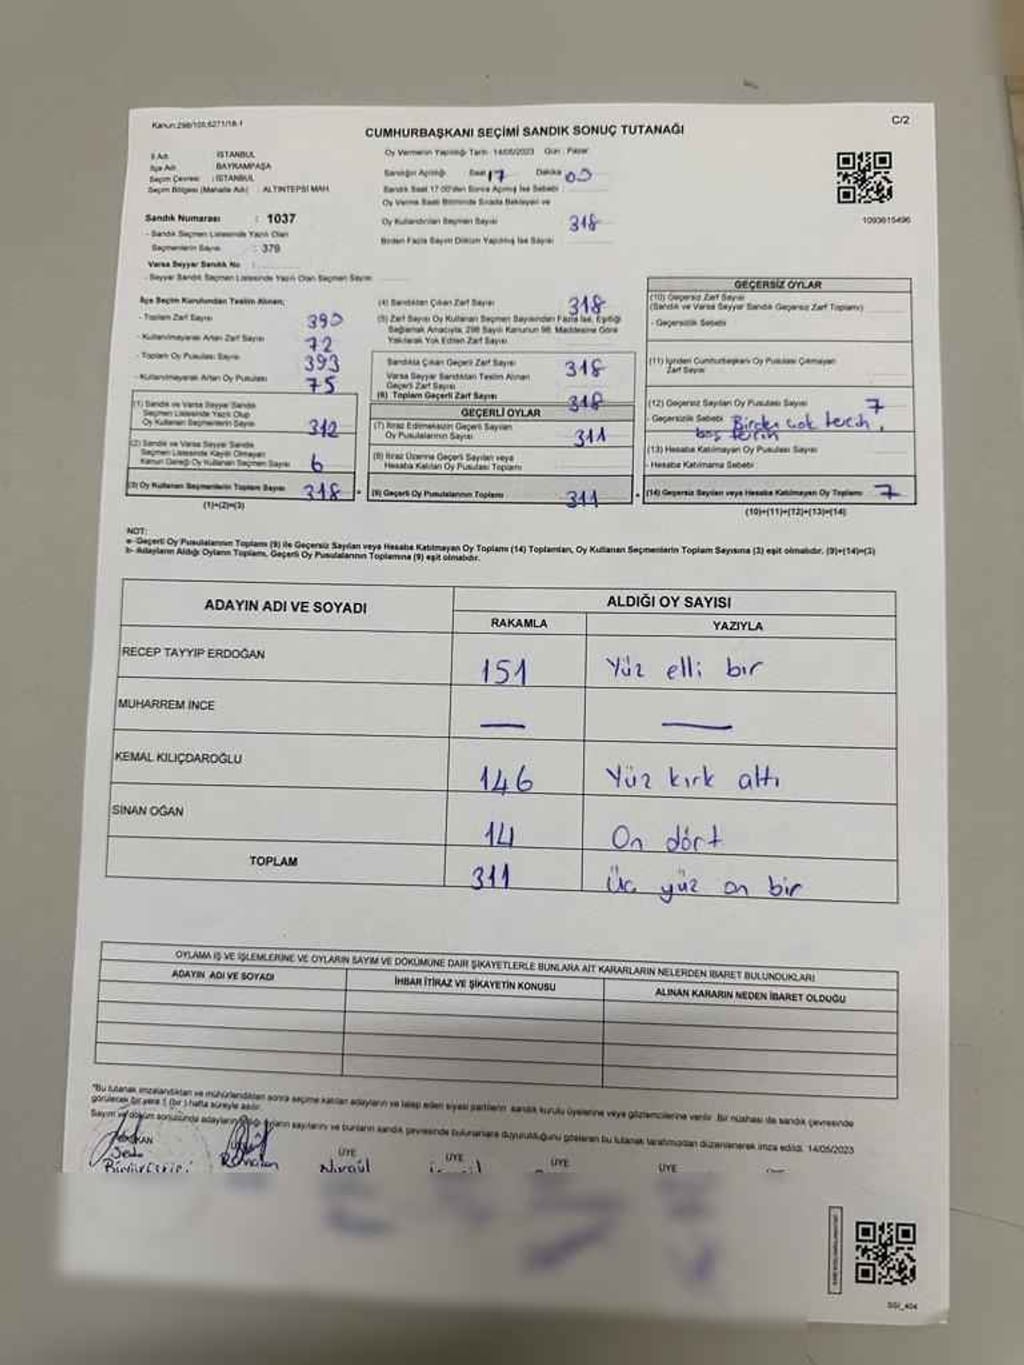 Kanun:298/105;6271/18-1
C/2
CUMHURBAŞKANI SEÇİMİ SANDIK SONUÇ TUTANAĞI
İl Adı : İSTANBUL
İlçe Adı : BAYRAMPAŞA
Seçim Çevresi : İSTANBUL
Seçim Bölgesi (Mahalle Adı) : ALTINTEPSİ MAH.
Sandık Numarası : 1037
- Sandık Seçmen Listesinde Yazılı Olan
Seçmenlerin Sayısı : 379
Varsa Seyyar Sandık No :
- Seyyar Sandık Seçmen Listesinde Yazılı Olan Seçmen Sayısı
Oy Vermenin Yapıldığı Tarih: 14/05/2023 Gün : Pazar
Sandığın Açıldığı Saat 17 Dakika 05
Sandık Saat 17:00'den Sonra Açılmış İse Sebebi :
Oy Verme Saati Bitiminde Sırada Bekleyen ve
Oy Kullandırılan Seçmen Sayısı 318
Birden Fazla Sayım Döküm Yapılmış İse Sayısı
1093615496
İlçe Seçim Kurulundan Teslim Alınan;
- Toplam Zarf Sayısı 390
- Kullanılmayarak Artan Zarf Sayısı 72
- Toplam Oy Pusulası Sayısı 393
- Kullanılmayarak Artan Oy Pusulası 75
(1) Sandık ve Varsa Seyyar Sandık
Seçmen Listesinde Yazılı Olup
Oy Kullanan Seçmenlerin Sayısı 312
(2) Sandık ve Varsa Seyyar Sandık
Seçmen Listesinde Kayıtlı Olmayan
Kanun Gereği Oy Kullanan Seçmen Sayısı 6
(3) Oy Kullanan Seçmenlerin Toplam Sayısı 318
(1)+(2)=(3)
(4) Sandıktan Çıkan Zarf Sayısı 318
(5) Zarf Sayısı Oy Kullanan Seçmen Sayısından Fazla İse, Eşitliği
Sağlamak Amacıyla, 298 Sayılı Kanunun 98. Maddesine Göre
Yakılarak Yok Edilen Zarf Sayısı
Sandıkta Çıkan Geçerli Zarf Sayısı 318
Varsa Seyyar Sandıktan Teslim Alınan
Geçerli Zarf Sayısı
(6) Toplam Geçerli Zarf Sayısı 318
GEÇERLİ OYLAR
(7) İtiraz Edilmeksizin Geçerli Sayılan
Oy Pusulalarının Sayısı 311
(8) İtiraz Üzerine Geçerli Sayılan veya
Hesaba Katılan Oy Pusulası Toplamı
(9) Geçerli Oy Pusulalarının Toplamı 311
GEÇERSİZ OYLAR
(10) Geçersiz Zarf Sayısı
(Sandık ve Varsa Seyyar Sandık Geçersiz Zarf Toplamı)
- Geçersizlik Sebebi
(11) İçinden Cumhurbaşkanı Oy Pusulası Çıkmayan
Zarf Sayısı
(12) Geçersiz Sayılan Oy Pusulası Sayısı 7
- Geçersizlik Sebebi Birden çok tercih,
boş tercih
(13) Hesaba Katılmayan Oy Pusulası Sayısı
- Hesaba Katılmama Sebebi
(14) Geçersiz Sayılan veya Hesaba Katılmayan Oy Toplamı 7
(10)+(11)+(12)+(13)=(14)
NOT:
a- Geçerli Oy Pusulalarının Toplamı (9) ile Geçersiz Sayılan veya Hesaba Katılmayan Oy Toplamı (14) Toplamları, Oy Kullanan Seçmenlerin Toplam Sayısına (3) eşit olmalıdır. (9)+(14)=(3)
b- Adayların Aldığı Oyların Toplamı, Geçerli Oy Pusulalarının Toplamına (9) eşit olmalıdır.
ADAYIN ADI VE SOYADI ALDIĞI OY SAYISI
RAKAMLA YAZIYLA
RECEP TAYYİP ERDOĞAN 151 Yüz elli bir
MUHARREM İNCE — —
KEMAL KILIÇDAROĞLU 146 Yüz kırk altı
SİNAN OĞAN 14 On dört
TOPLAM 311 Üç yüz on bir
OYLAMA İŞ VE İŞLEMLERİNE VE OYLARIN SAYIM VE DÖKÜMÜNE DAİR ŞİKAYETLERLE BUNLARA AİT KARARLARIN NELERDEN İBARET BULUNDUKLARI
ADAYIN ADI VE SOYADI İHBAR İTİRAZ VE ŞİKAYETİN KONUSU ALINAN KARARIN NEDEN İBARET OLDUĞU
*Bu tutanak imzalandıktan ve mühürlendikten sonra seçime katılan adayların ve talep eden siyasi partilerin sandık kurulu üyelerine veya gözlemcilerine verilir. Bir nüshası da sandık çevresinde
görülecek bir yere 1 (bir) hafta süreyle asılır.
Sayım ve döküm sonucunda adayların aldığı oyların sayılarını ve bunların sandık çevresinde bulunanlara duyurulduğunu gösteren bu tutanak tarafımızdan düzenlenerek imza edildi. 14/05/2023
BAŞKAN ÜYE ÜYE ÜYE ÜYE
Ramazan
SSI_404